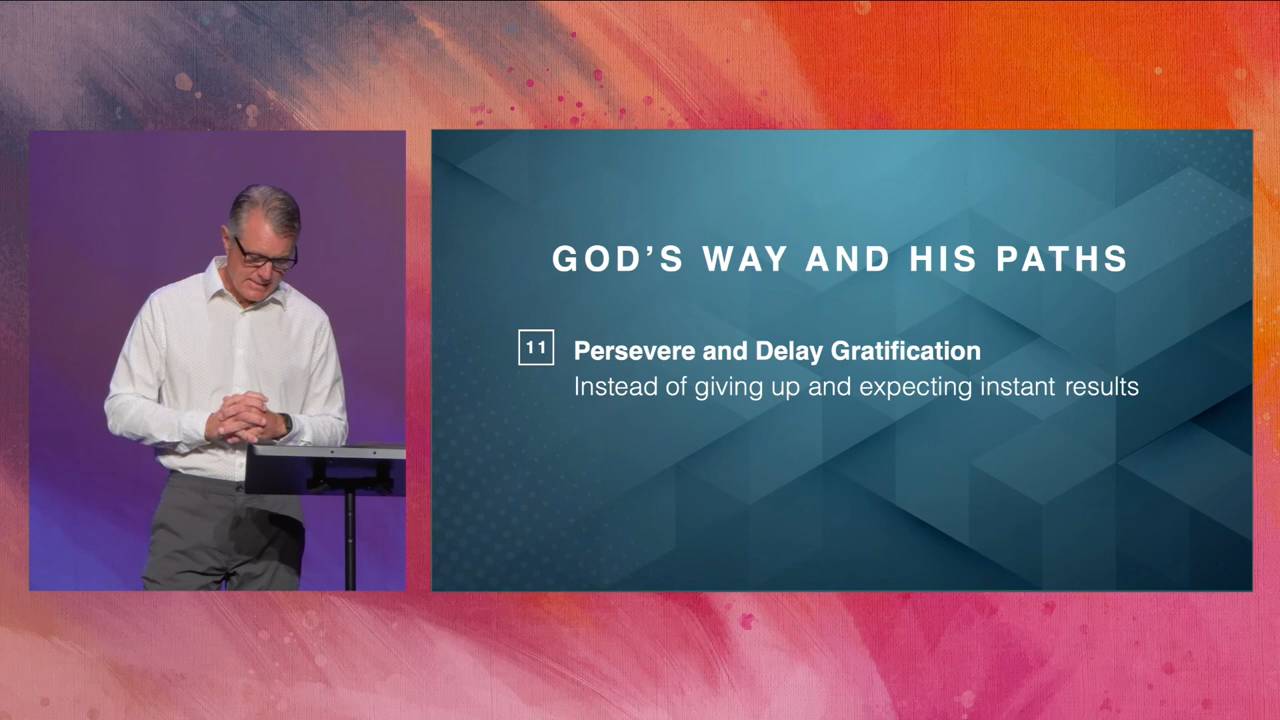 GOD’S WAY AND HIS PATHS
11
Persevere and Delay Gratification
Instead of giving up and expecting instant results